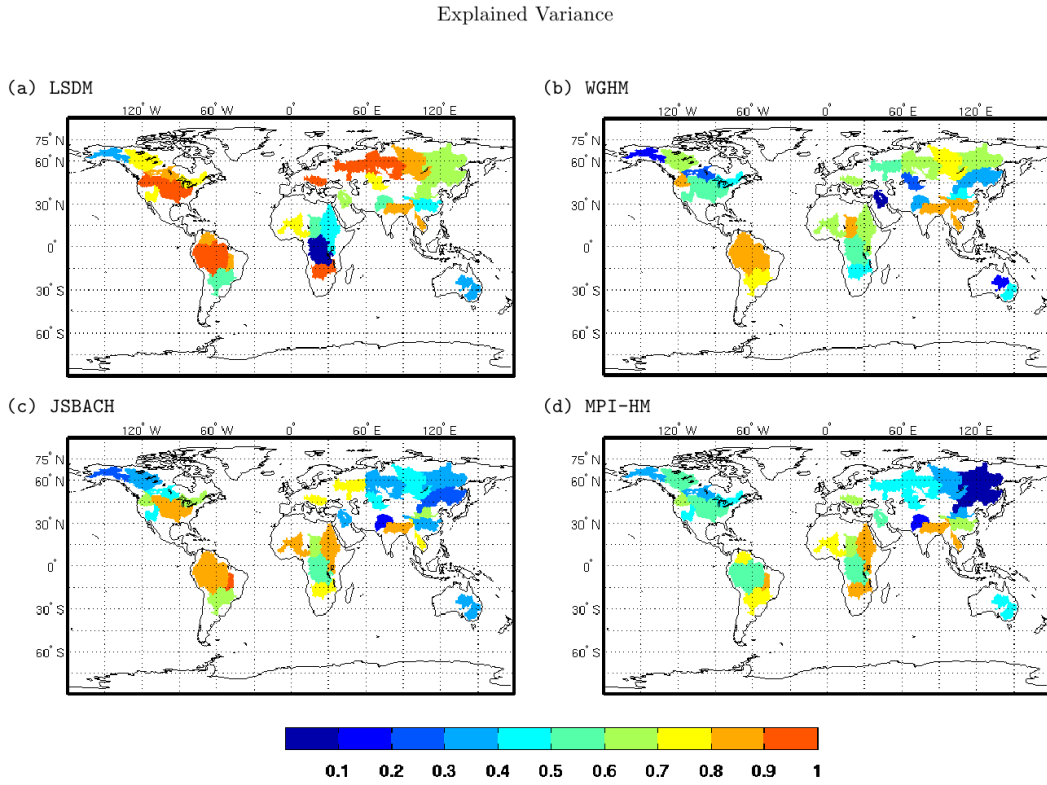 Explained Variance
(a) LSDM
(b) WGHM
120° W 60° W 0° 60° E 120° E
120° W 60° W 0° 60° E 120° E
75° N
60° N
30° N
0°
30° S
60° S
75° N
60° N
30° N
0°
30° S
60° S
(c) JSBACH
(d) MPI-HM
120° W 60° W 0° 60° E 120° E
120° W 60° W 0° 60° E 120° E
75° N
60° N
30° N
0°
30° S
60° S
75° N
60° N
30° N
0°
30° S
60° S
0.1 0.2 0.3 0.4 0.5 0.6 0.7 0.8 0.9 1